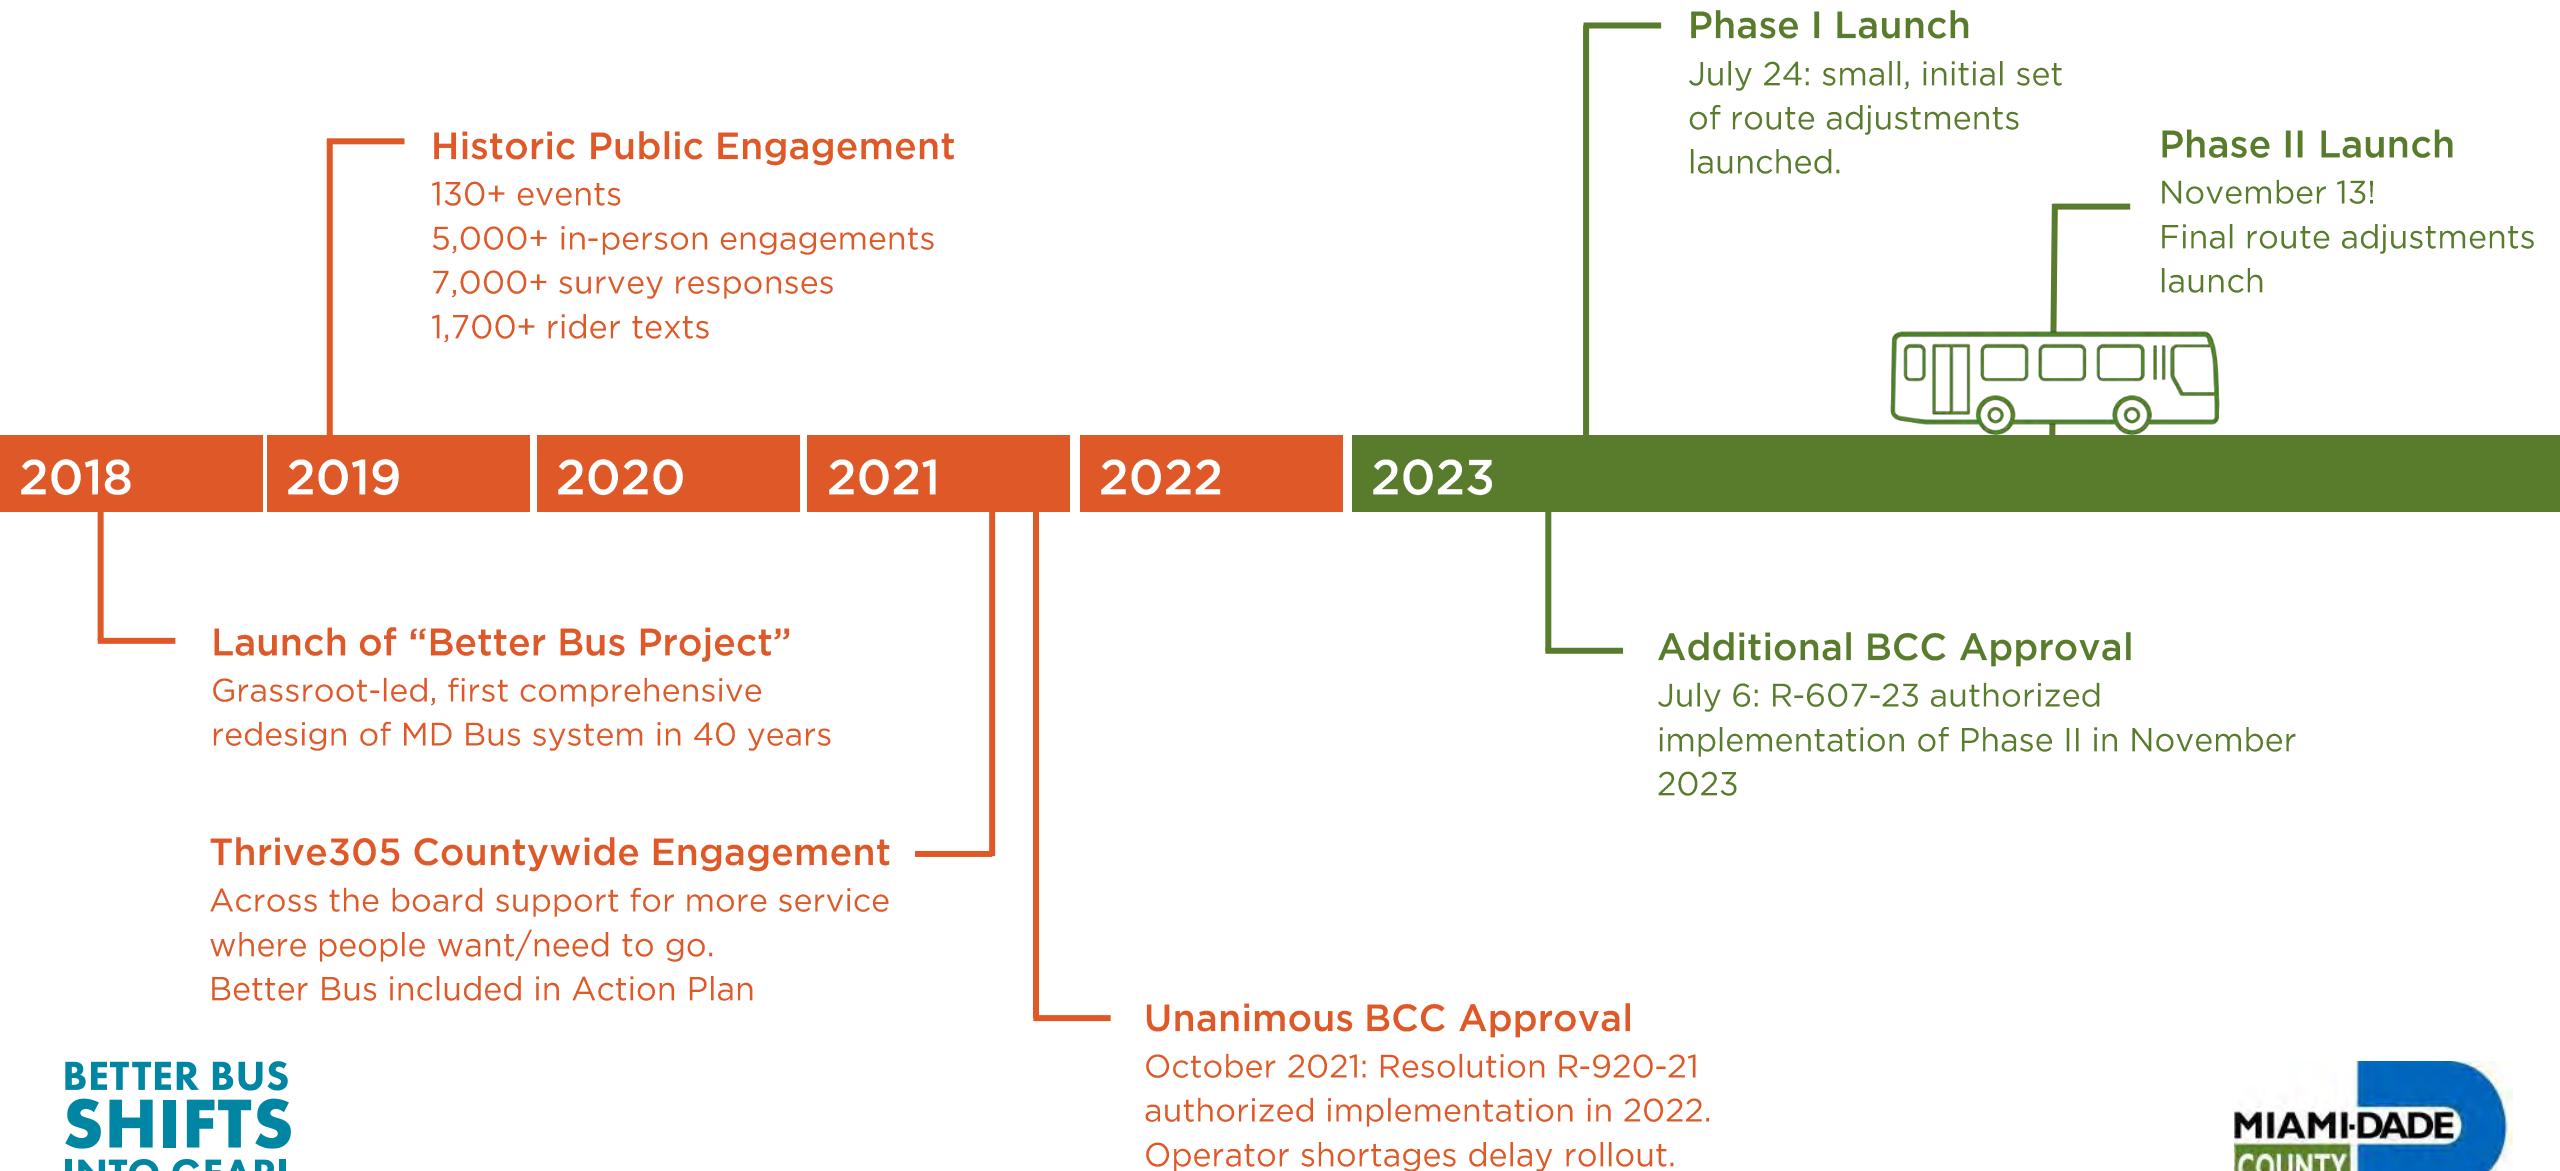 Phase I Launch
July 24: small, initial set
of route adjustments
launched.
Historic Public Engagement
130+ events
5,000+ in-person engagements
7,000+ survey responses
1,700+ rider texts
Phase II Launch
November 13!
Final route adjustments
launch
2018
2019
2020
2021
2022
2023
Launch of “Better Bus Project”
Grassroot-led, first comprehensive
redesign of MD Bus system in 40 years
Additional BCC Approval
July 6: R-607-23 authorized
implementation of Phase II in November
2023
Thrive305 Countywide Engagement
Across the board support for more service
where people want/need to go.
Better Bus included in Action Plan
Unanimous BCC Approval
October 2021: Resolution R-920-21
authorized implementation in 2022.
Operator shortages delay rollout.
BETTER BUS
SHIFTS
INTO GEAR!
MIAMI-DADE
COUNTY